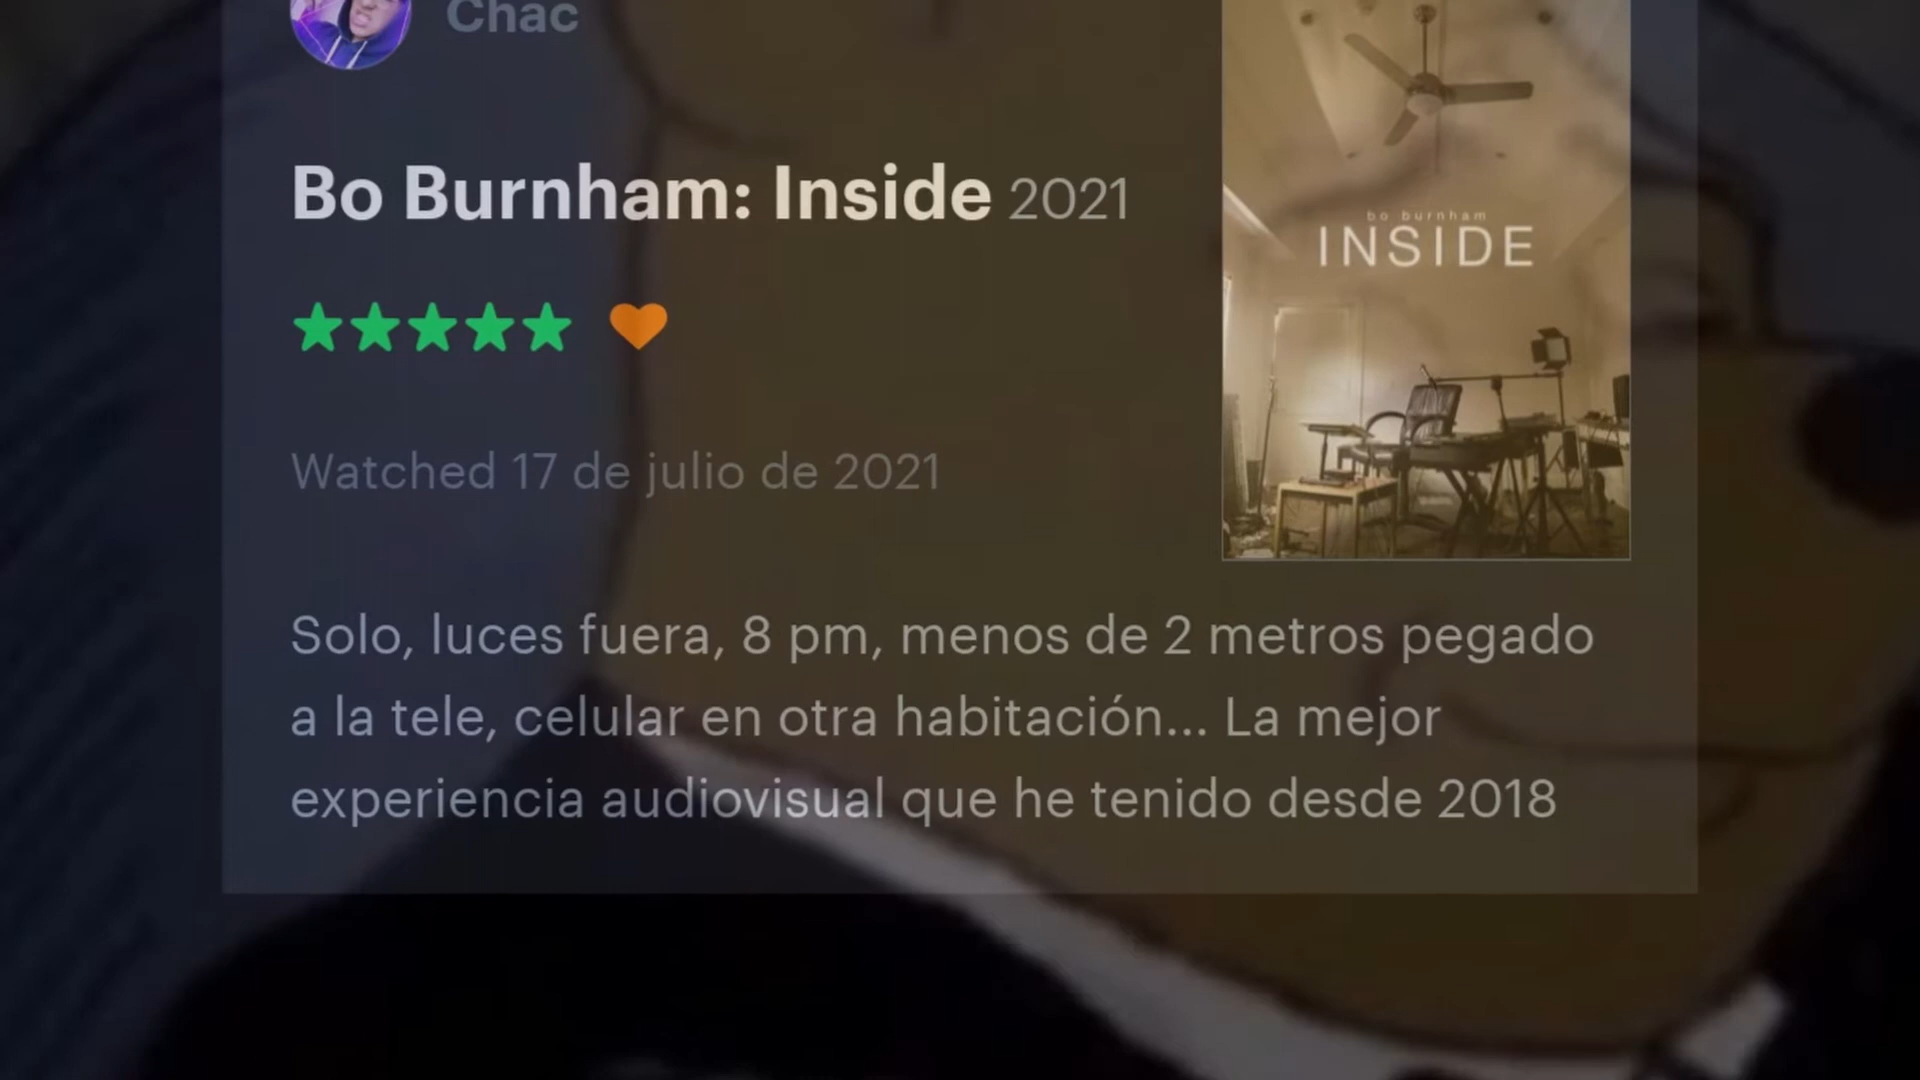 Chac
Bo Burnham: Inside 2021
bo burnham
INSIDE
Watched 17 de julio de 2021
Solo, luces fuera, 8 pm, menos de 2 metros pegado
a la tele, celular en otra habitación... La mejor
experiencia audiovisual que he tenido desde 2018